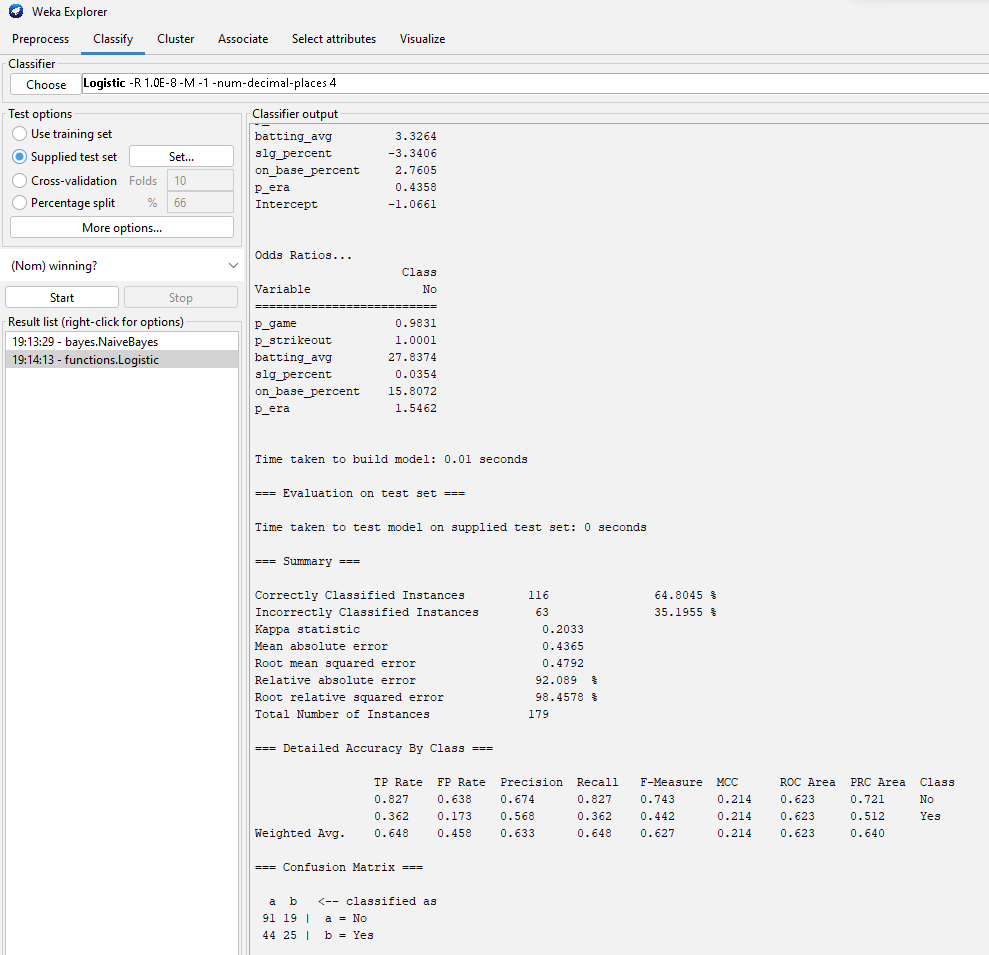 Weka Explorer
Preprocess Classify Cluster Associate Select attributes Visualize
Classifier
Choose Logistic -R 1.0E-8 -M -1 -num-decimal-places 4
Test options
Use training set
Supplied test set Set...
Cross-validation Folds 10
Percentage split % 66
More options...
(Nom) winning?
Start Stop
Result list (right-click for options)
19:13:29 - bayes.NaiveBayes
19:14:13 - functions.Logistic
Classifier output
batting_avg 3.3264
slg_percent -3.3406
on_base_percent 2.7605
p_era 0.4358
Intercept -1.0661
Odds Ratios...
Class
Variable No
==========================
p_game 0.9831
p_strikeout 1.0001
batting_avg 27.8374
slg_percent 0.0354
on_base_percent 15.8072
p_era 1.5462
Time taken to build model: 0.01 seconds
=== Evaluation on test set ===
Time taken to test model on supplied test set: 0 seconds
=== Summary ===
Correctly Classified Instances 116 64.8045 %
Incorrectly Classified Instances 63 35.1955 %
Kappa statistic 0.2033
Mean absolute error 0.4365
Root mean squared error 0.4792
Relative absolute error 92.089 %
Root relative squared error 98.4578 %
Total Number of Instances 179
=== Detailed Accuracy By Class ===
TP Rate FP Rate Precision Recall F-Measure MCC ROC Area PRC Area Class
0.827 0.638 0.674 0.827 0.743 0.214 0.623 0.721 No
0.362 0.173 0.568 0.362 0.442 0.214 0.623 0.512 Yes
Weighted Avg. 0.648 0.458 0.633 0.648 0.627 0.214 0.623 0.640
=== Confusion Matrix ===
a b <-- classified as
91 19 | a = No
44 25 | b = Yes